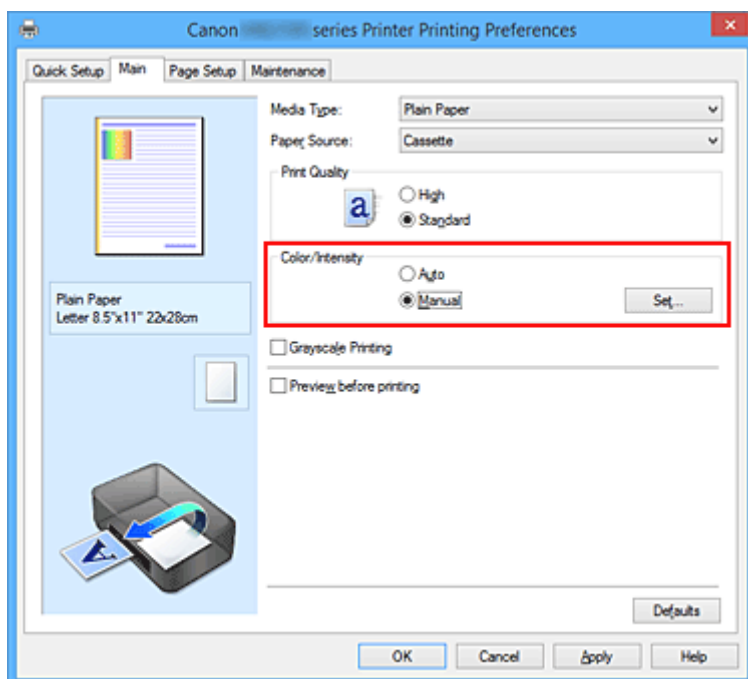 Canon series Printer Printing Preferences
Quick Setup Main Page Setup Maintenance
Media Type: Plain Paper
Paper Source: Cassette
Print Quality
a
High
Standard
Color/Intensity
Auto
Manual Set...
Plain Paper
Letter 8.5"x11" 22x28cm
Grayscale Printing
Preview before printing
A
Defaults
OK Cancel Apply Help